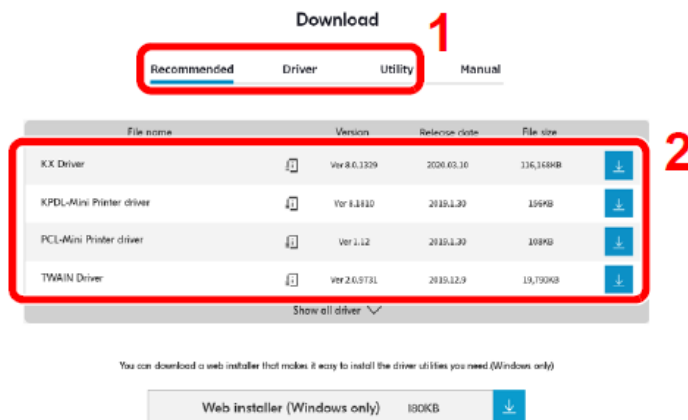 Download
1
Recommended Driver Utility Manual
File name Version Release date File size
2
KX Driver Ver 8.0.1329 2020.03.10 116,168KB
KPDL-Mini Printer driver Ver 8.1810 2019.1.30 156KB
PCL-Mini Printer driver Ver 1.12 2019.1.30 108KB
TWAIN Driver Ver 2.0.9731 2019.12.9 19,790KB
Show all driver
You can download a web installer that makes it easy to install the driver utilities you need.(Windows only)
Web installer (Windows only) 180KB